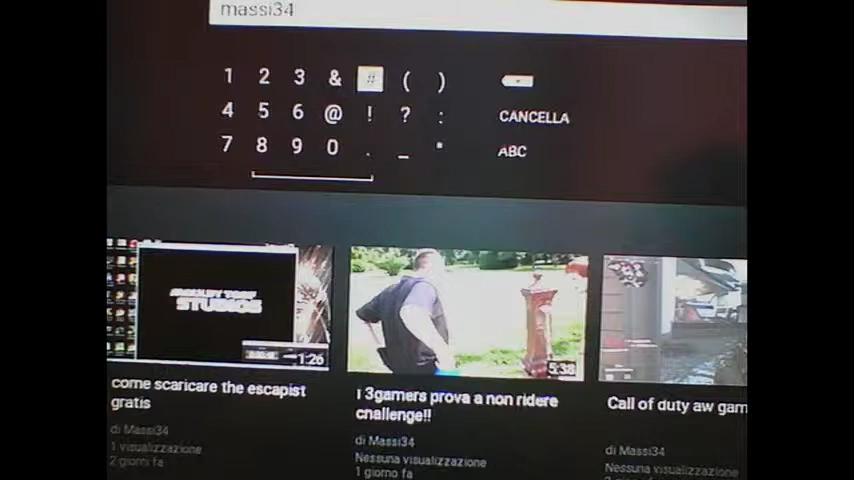 massi34
1 2 3 & # ( )
4 5 6 @ ! ? : CANCELLA
7 8 9 0 . _ " ABC
STUDIOS
1:26
5:38
come scaricare the escapist
gratis
di Massi34
1 visualizzazione
2 giorni fa
i 3gamers prova a non ridere
cnallenge!!
di Massi34
Nessuna visualizzazione
1 giorno fa
Call of duty aw gam
di Massi34
Nessuna visualizzazione